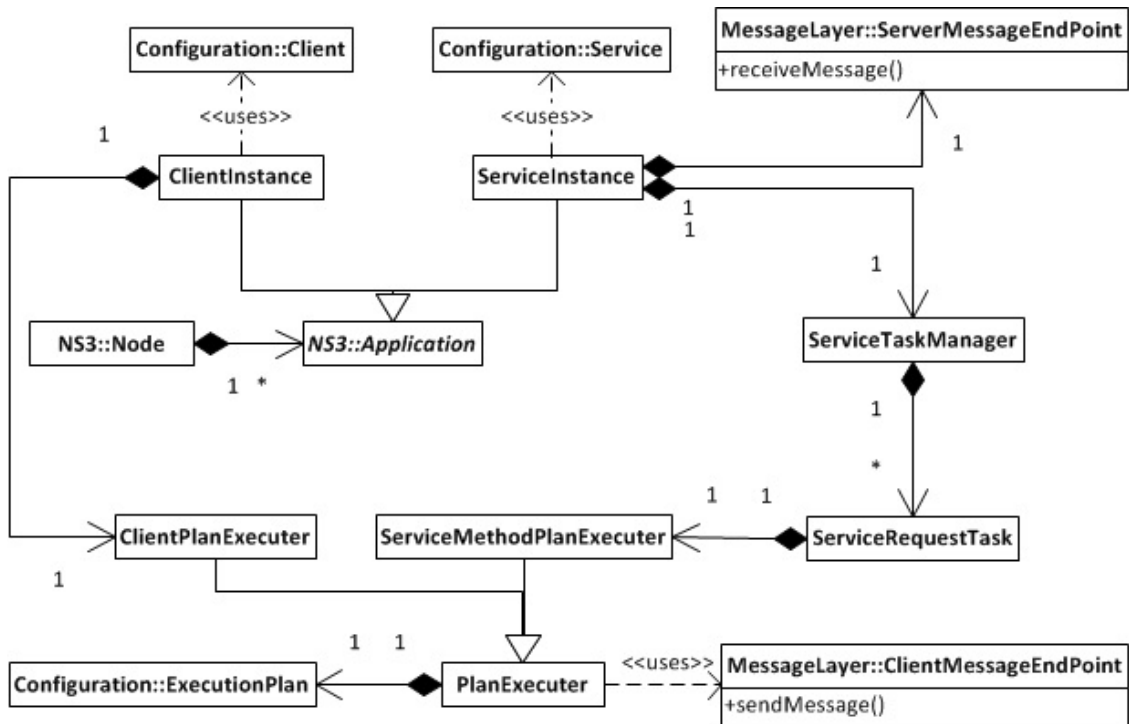 Configuration::Client
Configuration::Service
MessageLayer::ServerMessageEndPoint
+receiveMessage()
<<uses>>
<<uses>>
1
1
ClientInstance
ServiceInstance
1
1
1
NS3::Node
NS3::Application
ServiceTaskManager
1 *
1
*
1
1
ClientPlanExecuter
ServiceMethodPlanExecuter
ServiceRequestTask
1
1
1
<<uses>>
Configuration::ExecutionPlan
PlanExecuter
MessageLayer::ClientMessageEndPoint
+sendMessage()